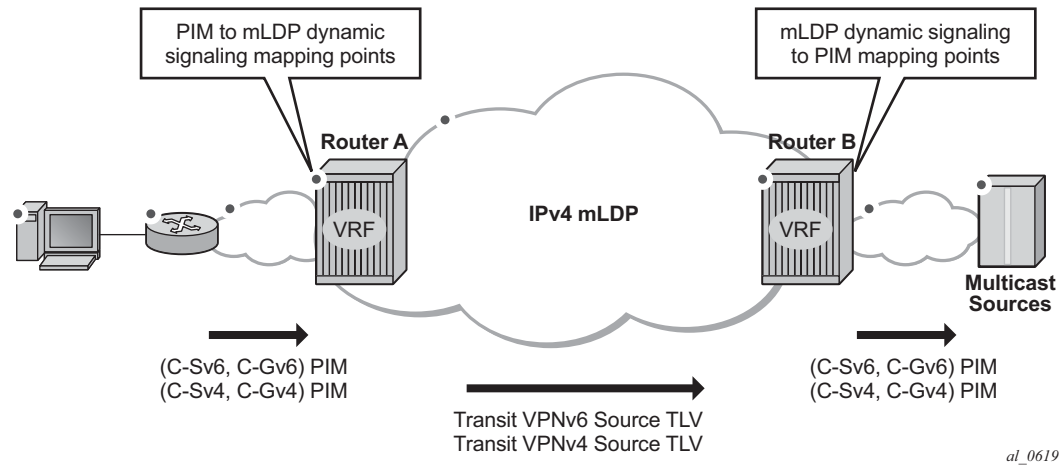 PIM to mLDP dynamic
signaling mapping points
mLDP dynamic signaling
to PIM mapping points
Router A
Router B
IPv4 mLDP
VRF
VRF
Multicast
Sources
(C-Sv6, C-Gv6) PIM
(C-Sv4, C-Gv4) PIM
(C-Sv6, C-Gv6) PIM
(C-Sv4, C-Gv4) PIM
Transit VPNv6 Source TLV
Transit VPNv4 Source TLV
al_0619